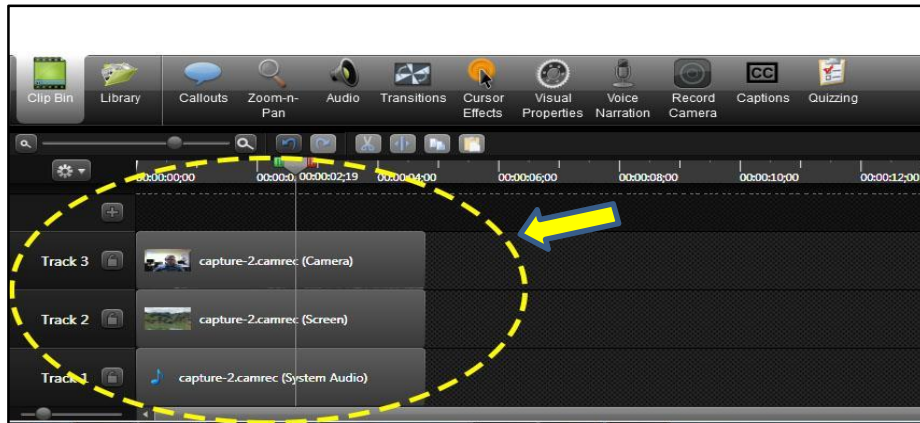 Clip Bin Library Callouts Zoom-n- Audio Transitions Cursor Visual Voice Record Captions Quizzing
Pan Effects Properties Narration Camera
CC
00:00:00;00 00:00:0 00:00:02;19 00:00:04;00 00:00:06;00 00:00:08;00 00:00:10;00 00:00:12;00
Track 3 capture-2.camrec (Camera)
Track 2 capture-2.camrec (Screen)
Track 1 capture-2.camrec (System Audio)